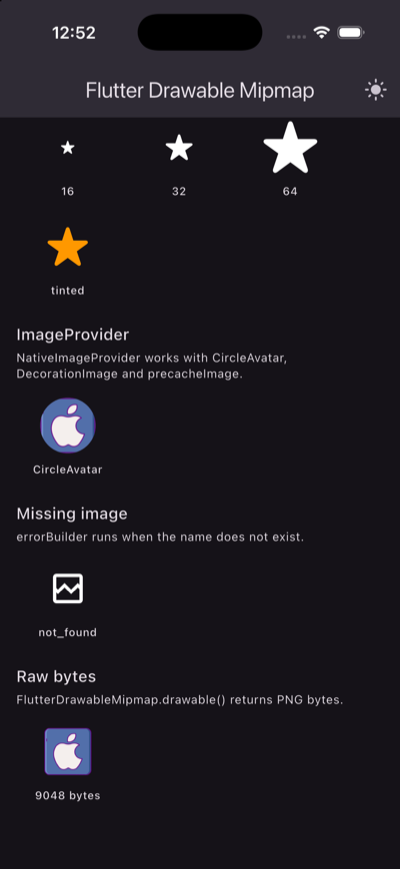 12:52
Flutter Drawable Mipmap
16
32
64
tinted
ImageProvider
NativeImageProvider works with CircleAvatar,
DecorationImage and precacheImage.
CircleAvatar
Missing image
errorBuilder runs when the name does not exist.
not_found
Raw bytes
FlutterDrawableMipmap.drawable() returns PNG bytes.
9048 bytes